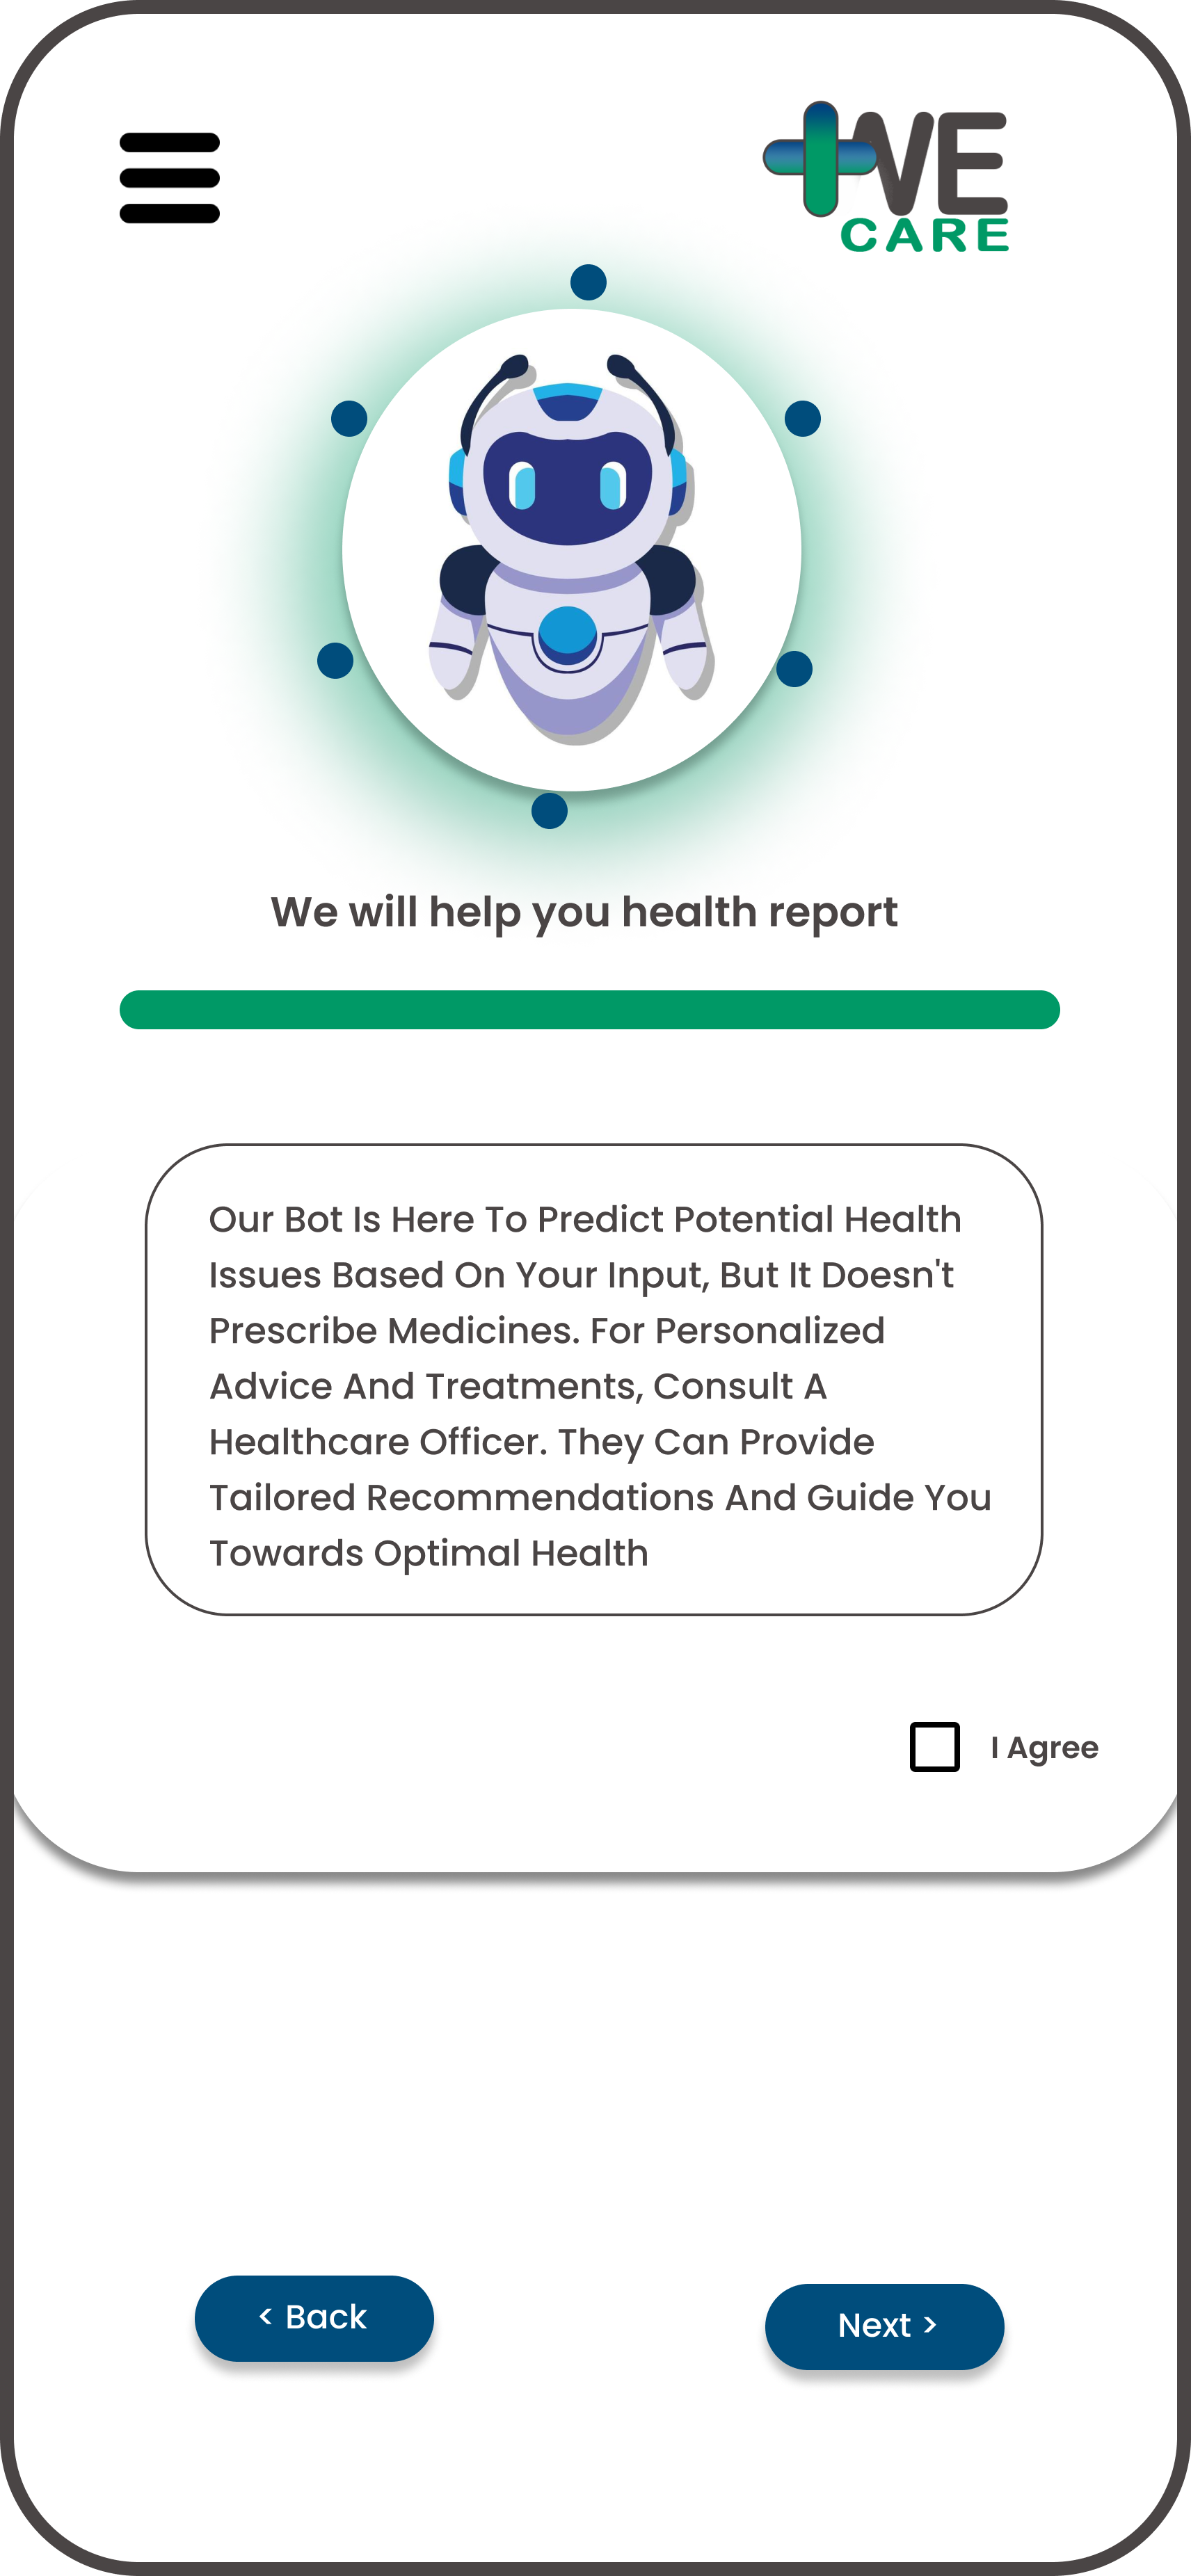 WE
CARE
We will help you health report
Our Bot Is Here To Predict Potential Health
Issues Based On Your Input, But It Doesn't
Prescribe Medicines. For Personalized
Advice And Treatments, Consult A
Healthcare Officer. They Can Provide
Tailored Recommendations And Guide You
Towards Optimal Health
I Agree
< Back
Next >